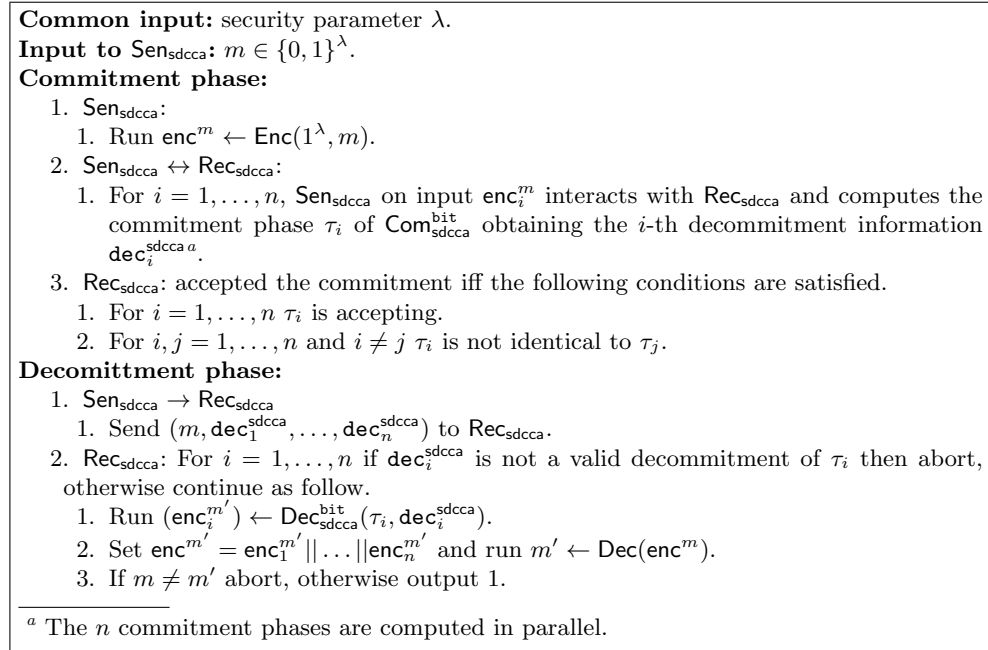 Common input: security parameter λ.
Input to Sen_sdcca: m ∈ {0, 1}^λ.
Commitment phase:
1. Sen_sdcca:
1. Run enc^m ← Enc(1^λ, m).
2. Sen_sdcca ↔ Rec_sdcca:
1. For i = 1, . . . , n, Sen_sdcca on input enc_i^m interacts with Rec_sdcca and computes the
commitment phase τ_i of Com_sdcca^bit obtaining the i-th decommitment information
dec_i^sdcca ^a.
3. Rec_sdcca: accepted the commitment iff the following conditions are satisfied.
1. For i = 1, . . . , n τ_i is accepting.
2. For i, j = 1, . . . , n and i ≠ j τ_i is not identical to τ_j.
Decomittment phase:
1. Sen_sdcca → Rec_sdcca
1. Send (m, dec_1^sdcca, . . . , dec_n^sdcca) to Rec_sdcca.
2. Rec_sdcca: For i = 1, . . . , n if dec_i^sdcca is not a valid decommitment of τ_i then abort,
otherwise continue as follow.
1. Run (enc_i^m') ← Dec_sdcca^bit(τ_i, dec_i^sdcca).
2. Set enc^m' = enc_1^m'|| . . . ||enc_n^m' and run m' ← Dec(enc^m).
3. If m ≠ m' abort, otherwise output 1.
^a The n commitment phases are computed in parallel.